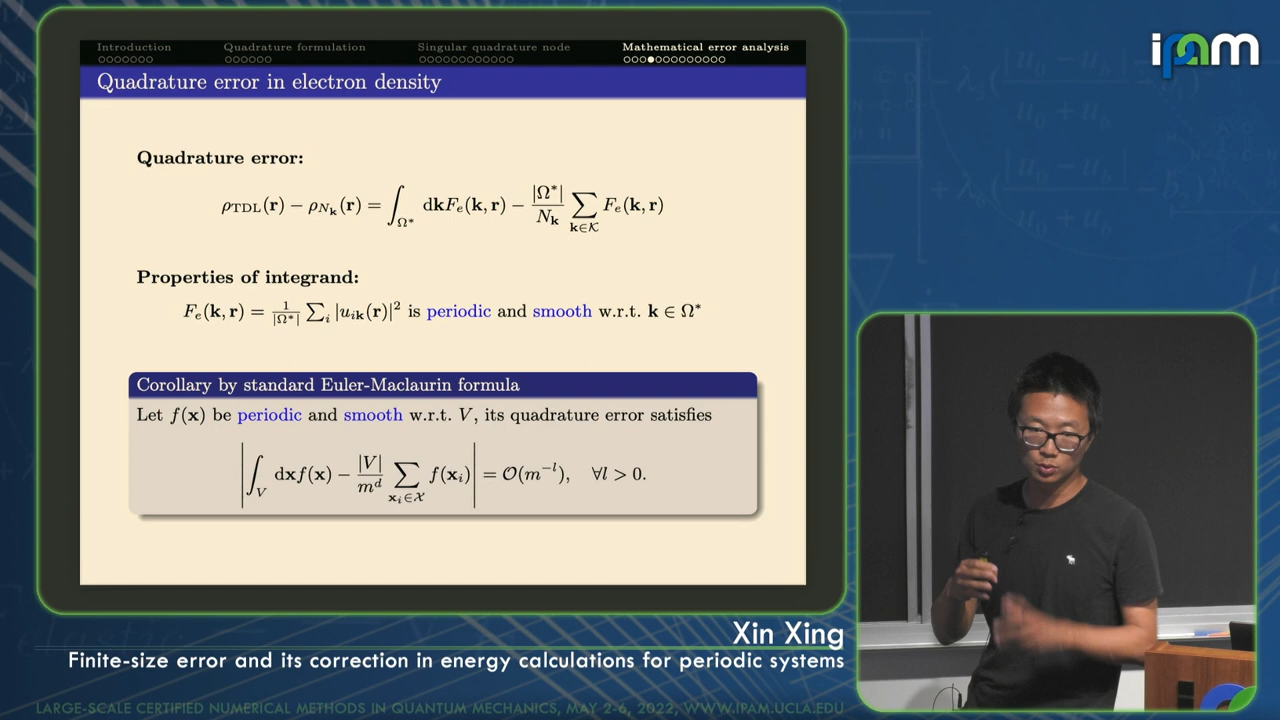 Introduction Quadrature formulation Singular quadrature node Mathematical error analysis
Quadrature error in electron density
Quadrature error:
ρ_TDL(𝐫) − ρ_{N_𝐤}(𝐫) = ∫_{Ω*} d𝐤F_e(𝐤, 𝐫) − |Ω*|/N_𝐤 ∑_{𝐤∈𝒦} F_e(𝐤, 𝐫)
Properties of integrand:
F_e(𝐤, 𝐫) = 1/|Ω*| ∑_i |u_{i𝐤}(𝐫)|² is periodic and smooth w.r.t. 𝐤 ∈ Ω*
Corollary by standard Euler-Maclaurin formula
Let f(𝐱) be periodic and smooth w.r.t. V, its quadrature error satisfies
|∫_V d𝐱f(𝐱) − |V|/m^d ∑_{𝐱_i∈𝒳} f(𝐱_i)| = 𝒪(m^{−l}), ∀l > 0.
ipam
Xin Xing
Finite-size error and its correction in energy calculations for periodic systems
LARGE-SCALE CERTIFIED NUMERICAL METHODS IN QUANTUM MECHANICS, MAY 2-6, 2022, WWW.IPAM.UCLA.EDU